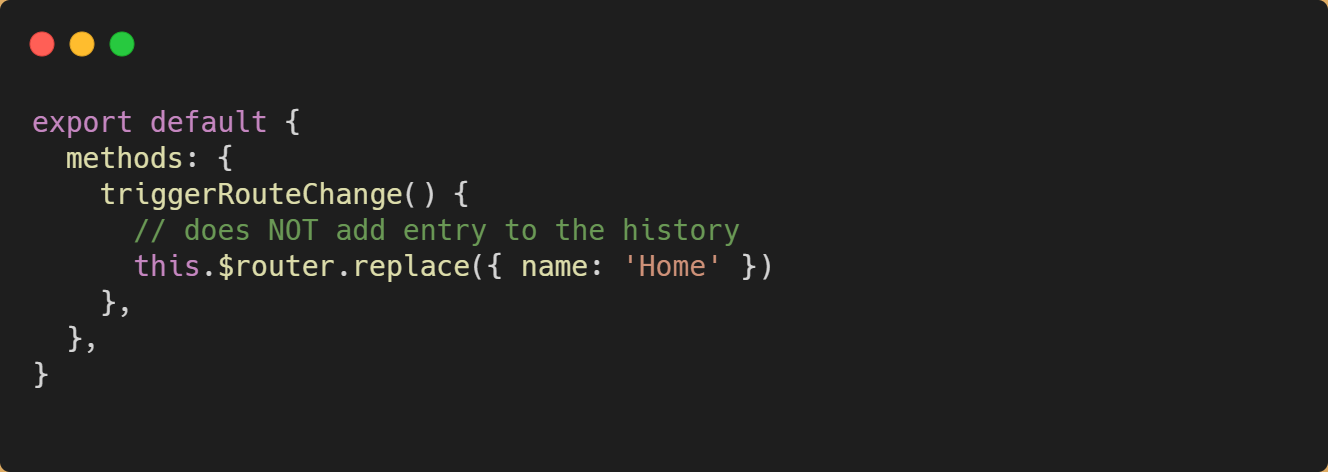 export default {
  methods: {
    triggerRouteChange() {
      // does NOT add entry to the history
      this.$router.replace({ name: 'Home' })
    },
  },
}